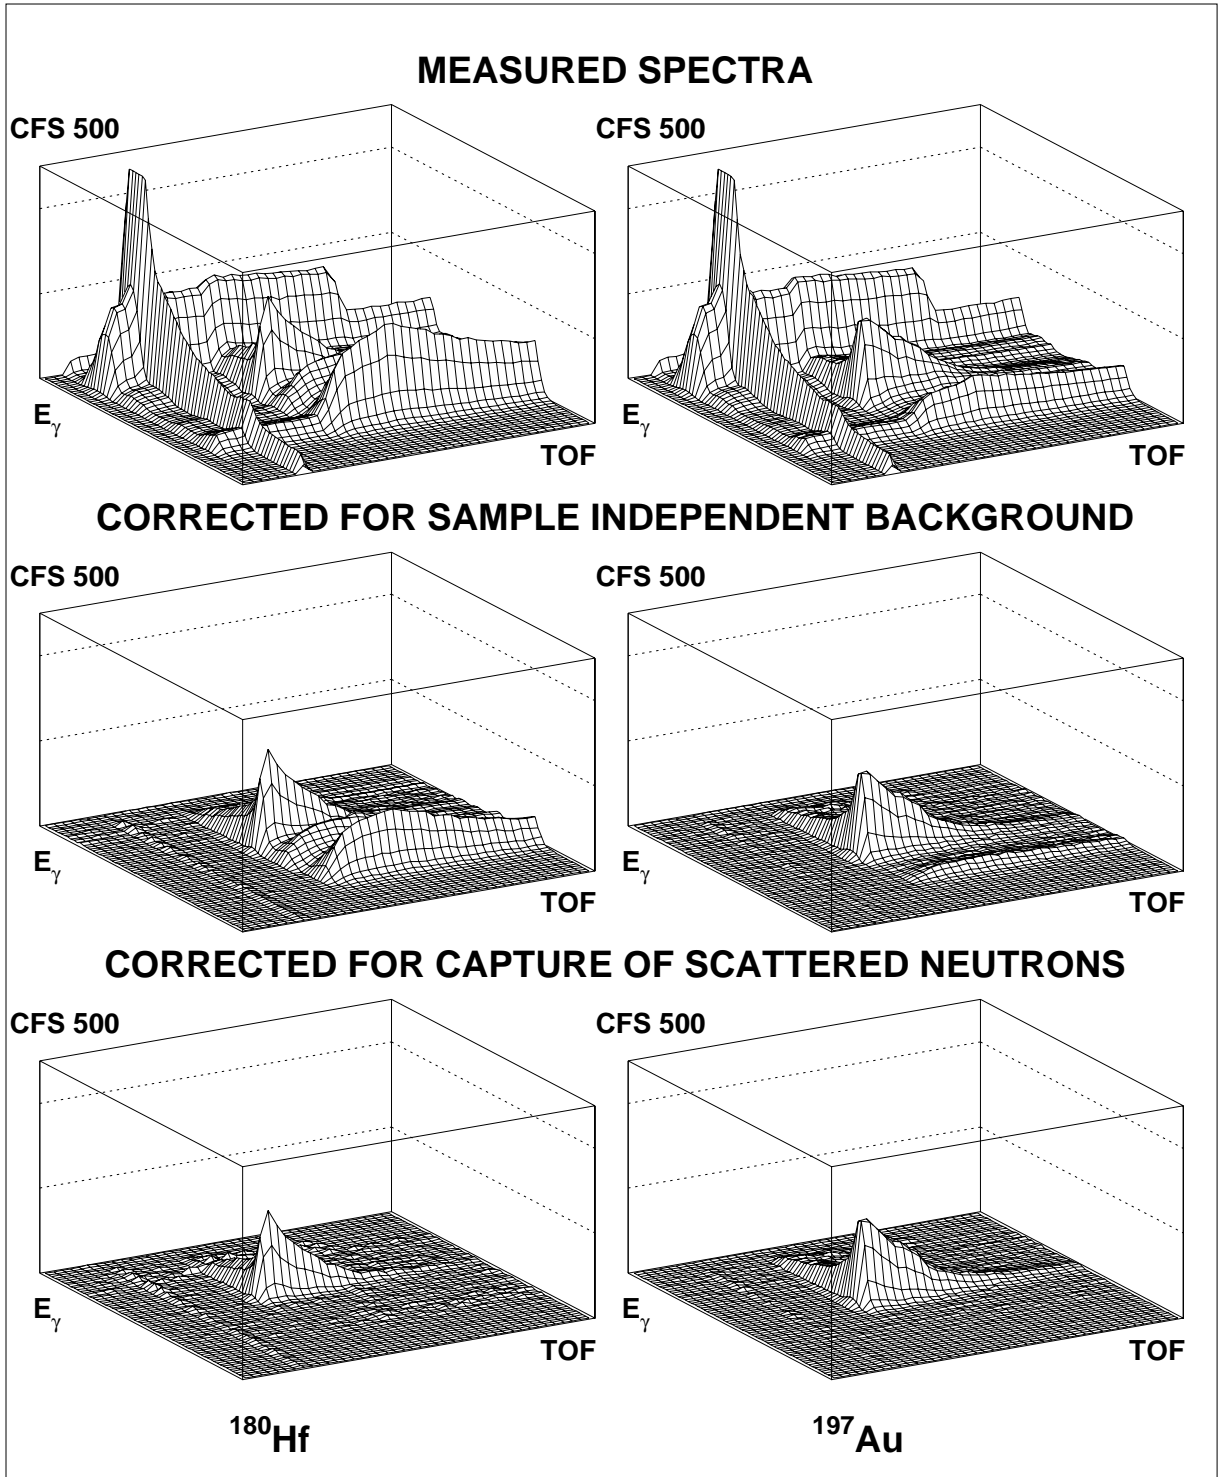 MEASURED SPECTRA
CFS 500 CFS 500
Eγ TOF Eγ TOF
CORRECTED FOR SAMPLE INDEPENDENT BACKGROUND
CFS 500 CFS 500
Eγ TOF Eγ TOF
CORRECTED FOR CAPTURE OF SCATTERED NEUTRONS
CFS 500 CFS 500
Eγ TOF Eγ TOF
¹⁸⁰Hf ¹⁹⁷Au